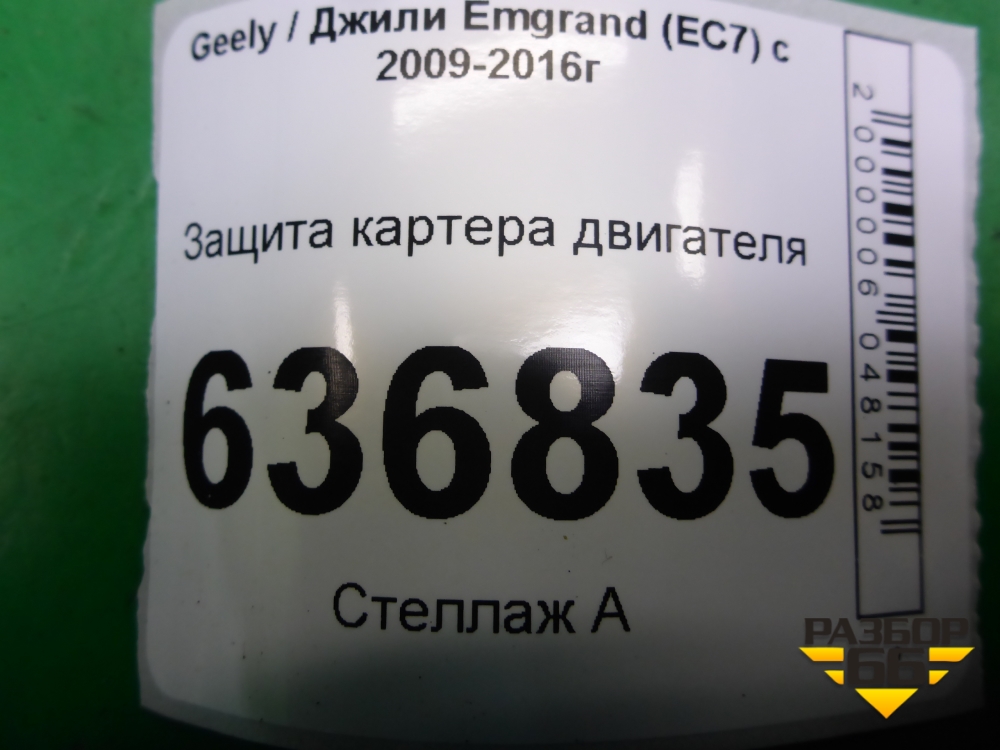 Geely / Джили Emgrand (EC7) с
2009-2016г
Защита картера двигателя
636835
Стеллаж А
2000006048158
РАЗБОР
66